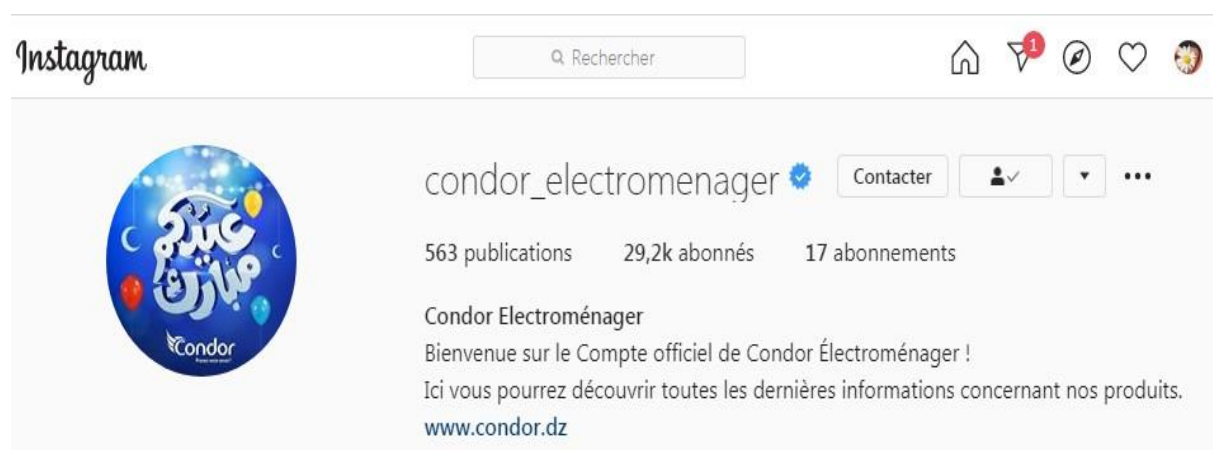 Instagram
Rechercher
1
condor_electromenager
Contacter
563 publications 29,2k abonnés 17 abonnements
عيدكم
مبارك
Condor
Condor Electroménager
Bienvenue sur le Compte officiel de Condor Électroménager !
Ici vous pourrez découvrir toutes les dernières informations concernant nos produits.
www.condor.dz